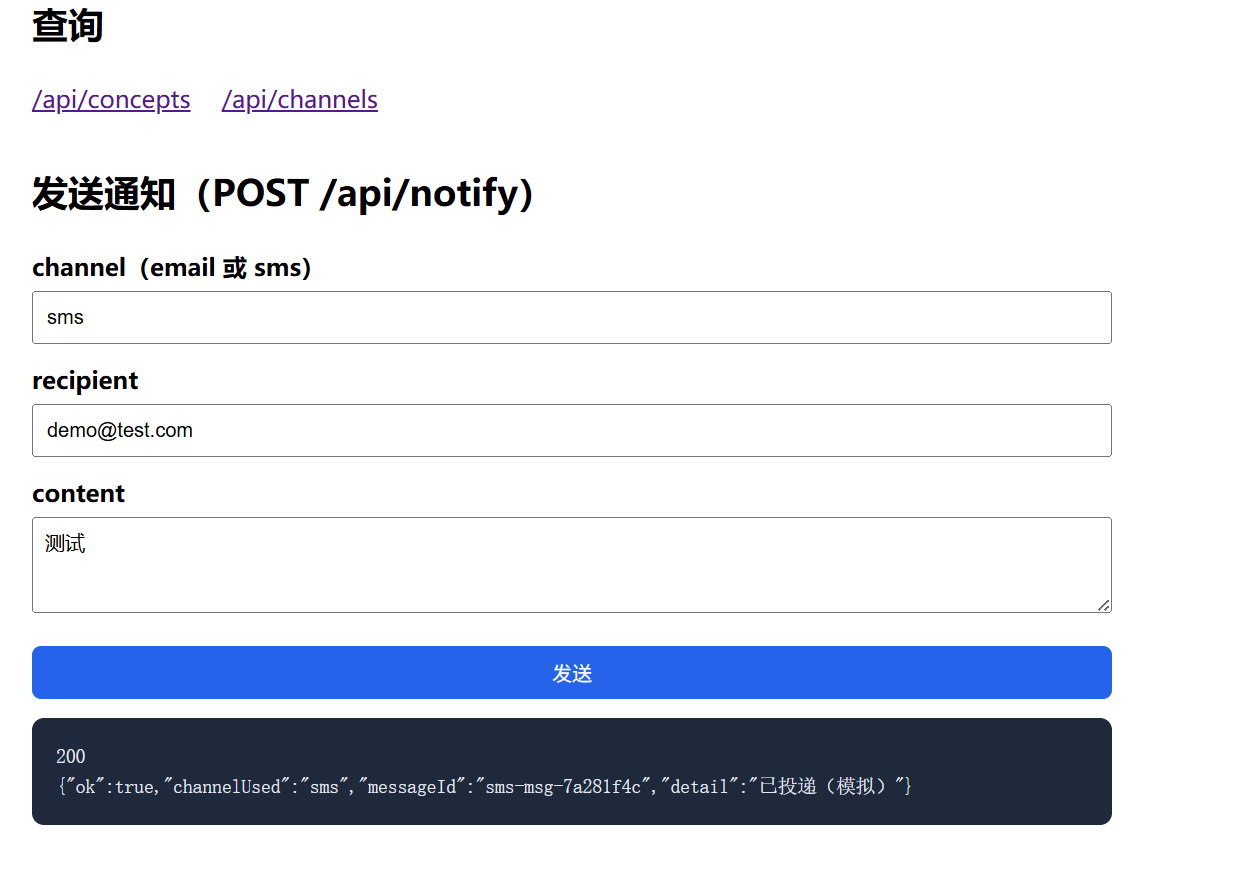 查询
/api/concepts /api/channels
发送通知（POST /api/notify）
channel（email 或 sms）
sms
recipient
demo@test.com
content
测试
发送
200
{"ok":true,"channelUsed":"sms","messageId":"sms-msg-7a281f4c","detail":"已投递（模拟）"}